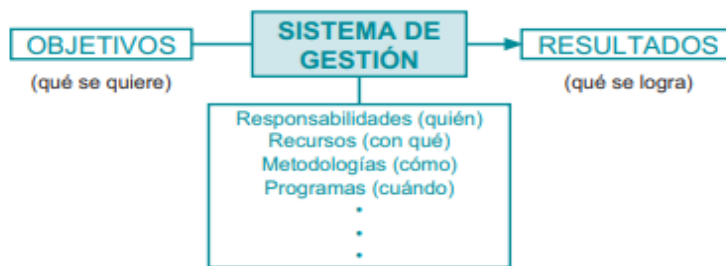 OBJETIVOS
(qué se quiere)
SISTEMA DE
GESTIÓN
RESULTADOS
(qué se logra)
Responsabilidades (quién)
Recursos (con qué)
Metodologías (cómo)
Programas (cuándo)
•
•
•